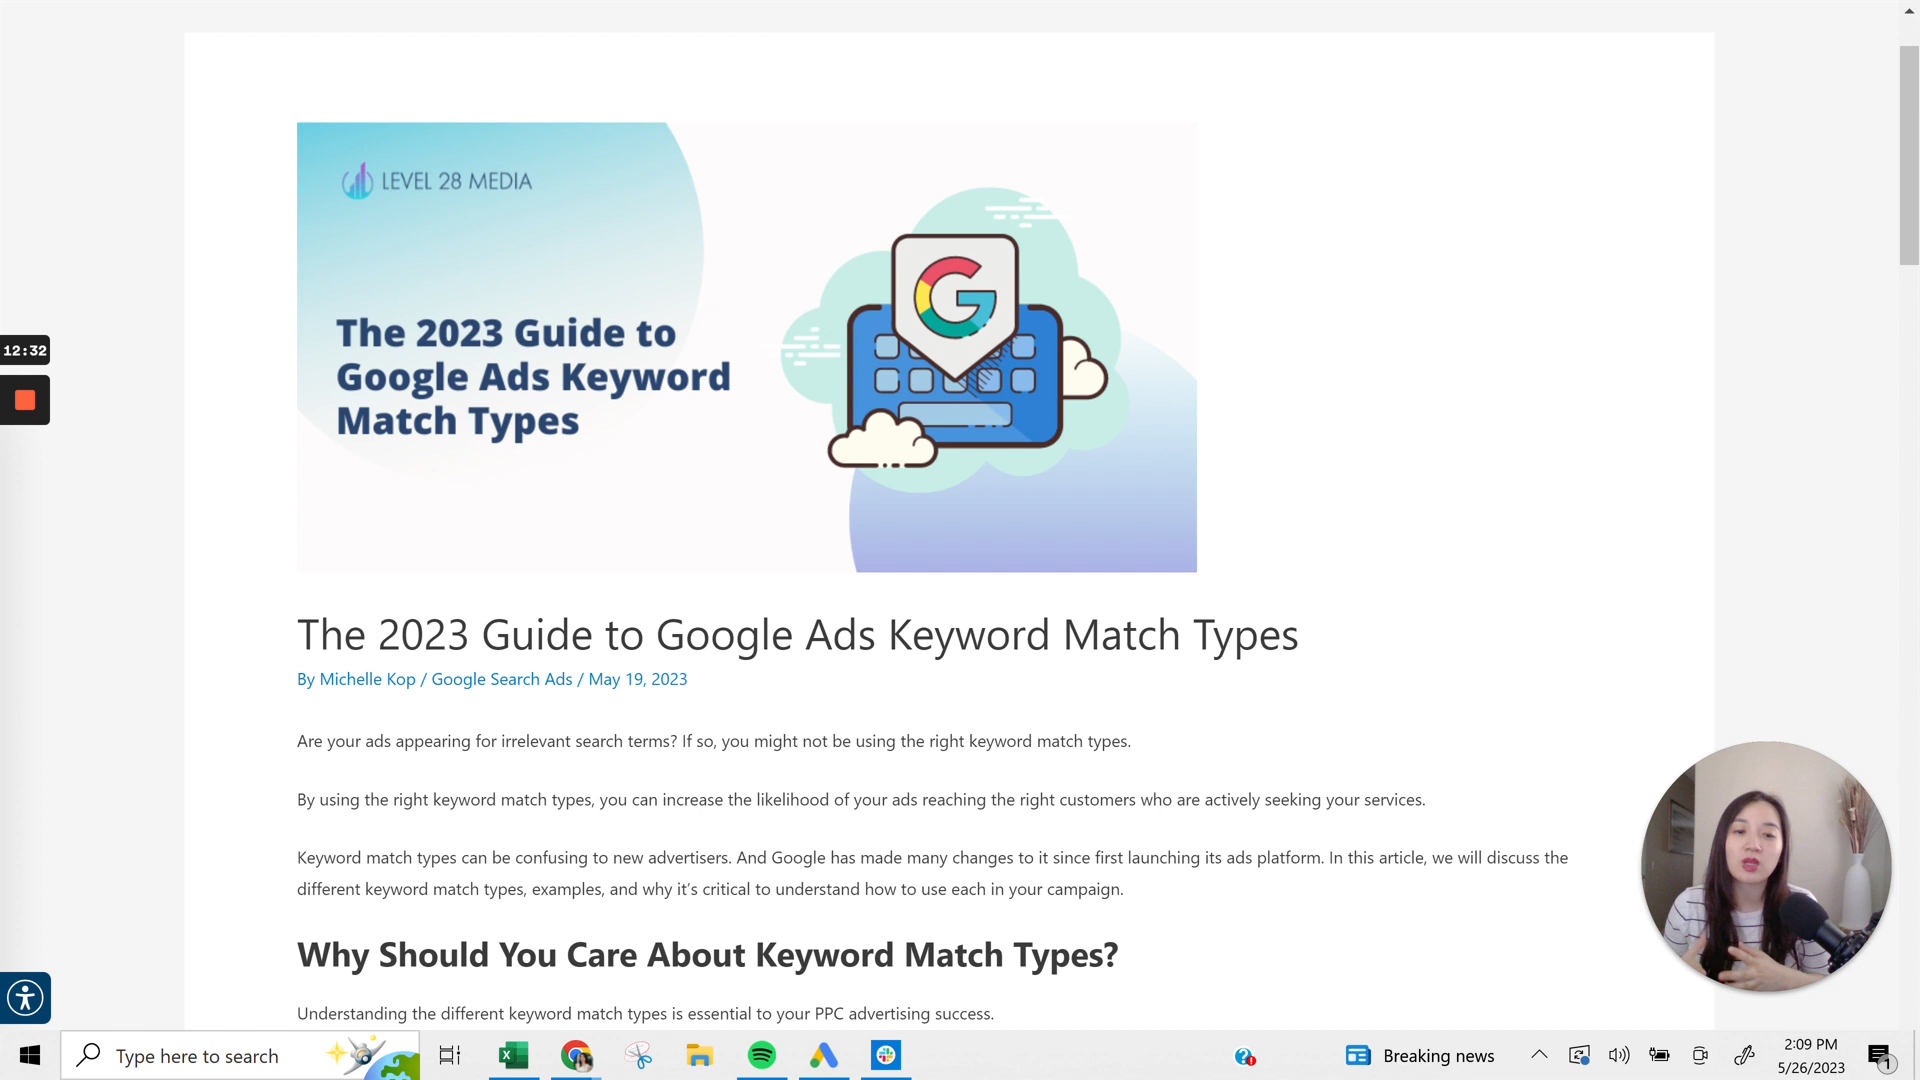 LEVEL 28 MEDIA
The 2023 Guide to
Google Ads Keyword
Match Types
12:32
The 2023 Guide to Google Ads Keyword Match Types
By Michelle Kop / Google Search Ads / May 19, 2023
Are your ads appearing for irrelevant search terms? If so, you might not be using the right keyword match types.
By using the right keyword match types, you can increase the likelihood of your ads reaching the right customers who are actively seeking your services.
Keyword match types can be confusing to new advertisers. And Google has made many changes to it since first launching its ads platform. In this article, we will discuss the
different keyword match types, examples, and why it’s critical to understand how to use each in your campaign.
Why Should You Care About Keyword Match Types?
Understanding the different keyword match types is essential to your PPC advertising success.
Type here to search
Breaking news
2:09 PM
5/26/2023
1